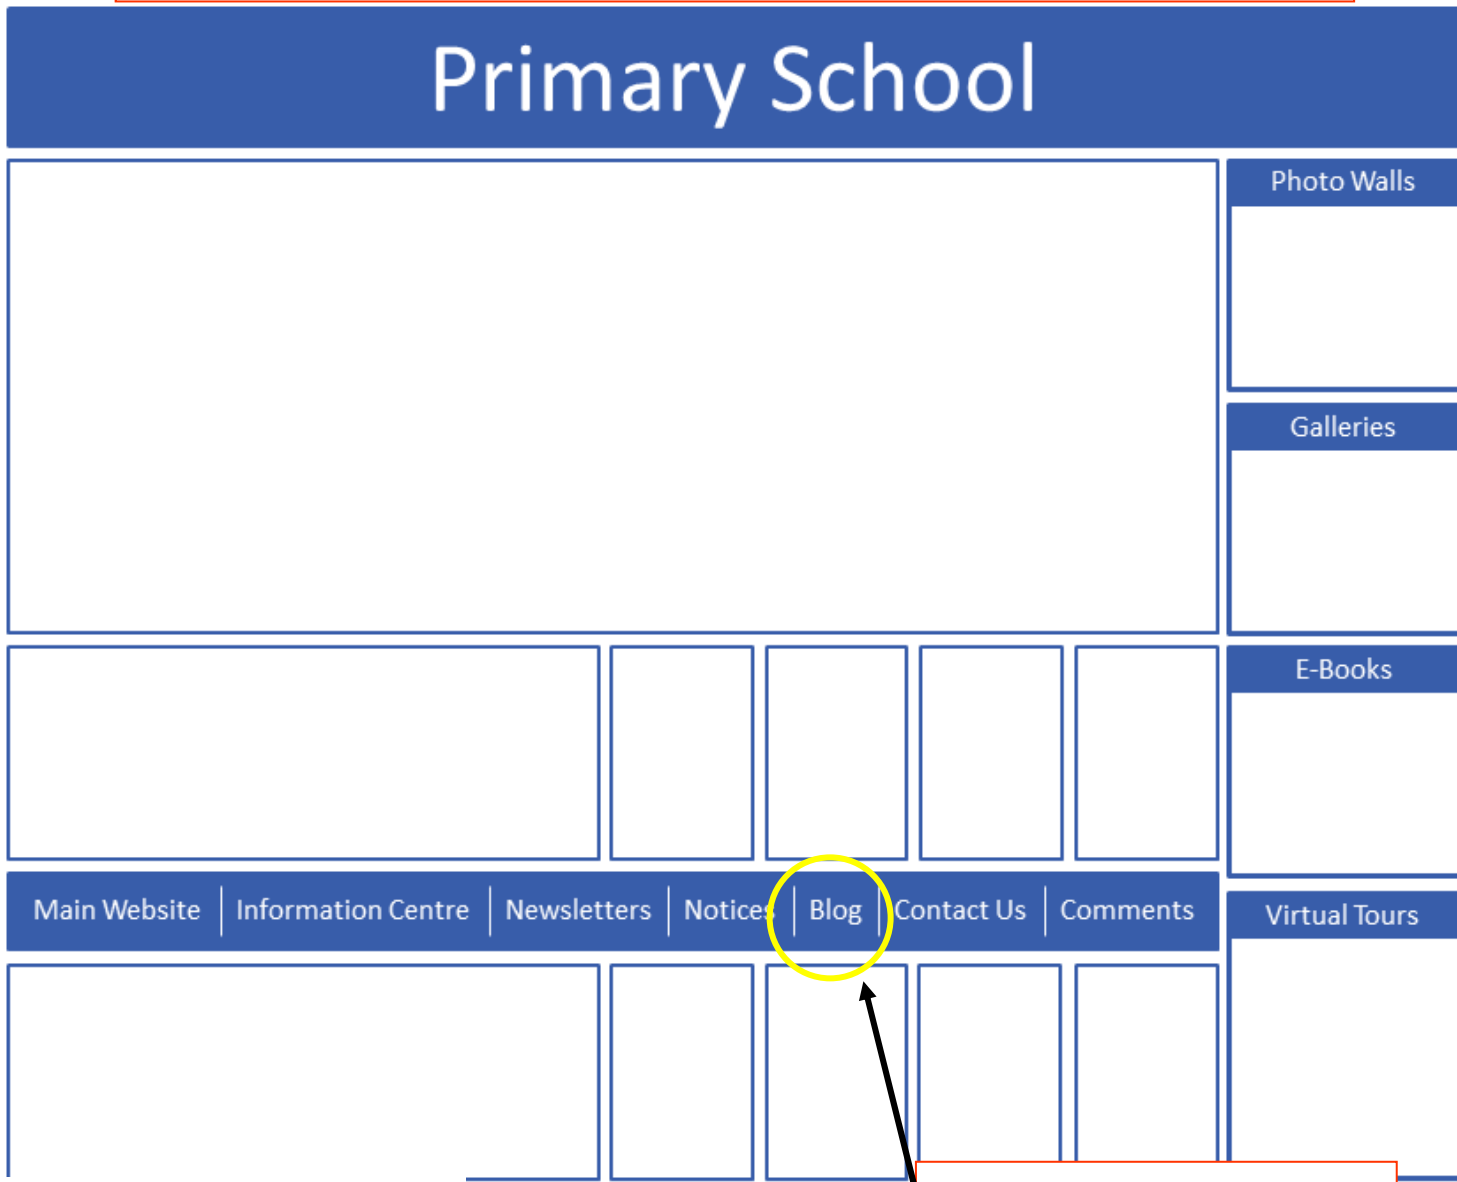 Primary School
Photo Walls
Galleries
E-Books
Main Website
Information Centre
Newsletters
Notices
Blog
Contact Us
Comments
Virtual Tours